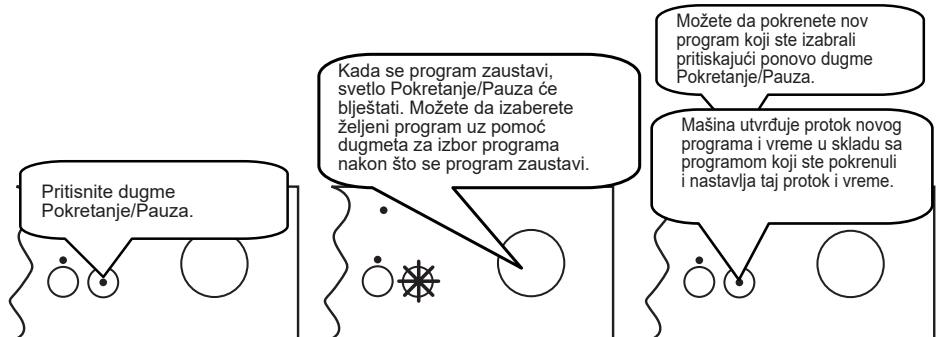 Pritisnite dugme
Pokretanje/Pauza.
Kada se program zaustavi,
svetlo Pokretanje/Pauza će
blještati. Možete da izaberete
željeni program uz pomoć
dugmeta za izbor programa
nakon što se program zaustavi.
Možete da pokrenete nov
program koji ste izabrali
pritiskajući ponovo dugme
Pokretanje/Pauza.
Mašina utvrđuje protok novog
programa i vreme u skladu sa
programom koji ste pokrenuli
i nastavlja taj protok i vreme.